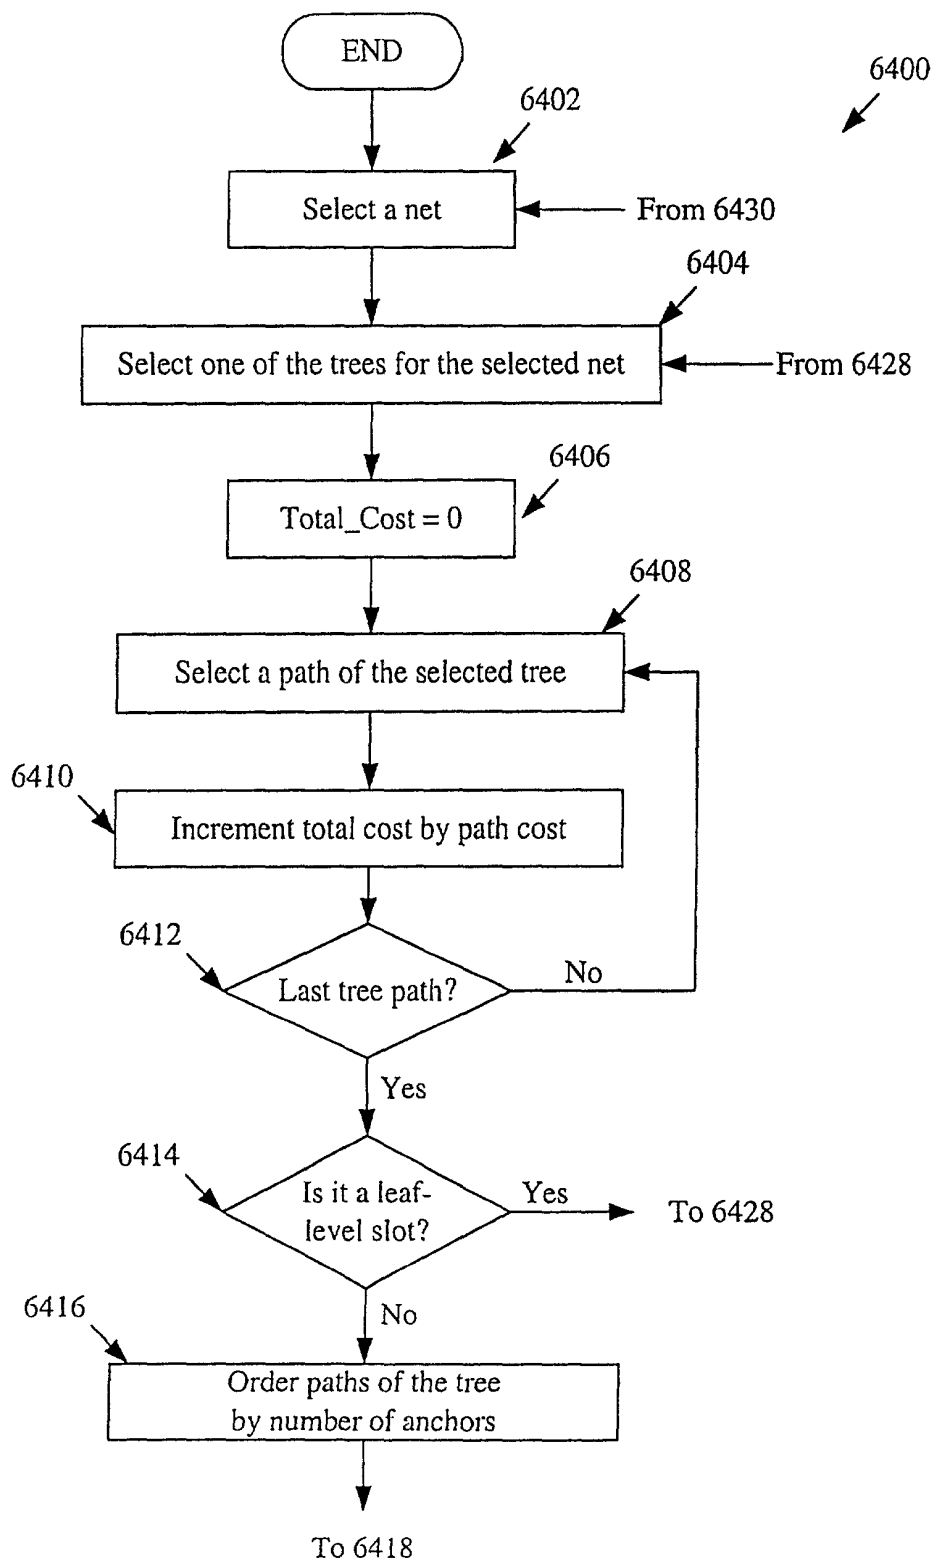 END
6400
6402
Select a net
From 6430
6404
Select one of the trees for the selected net
From 6428
6406
Total_Cost = 0
6408
Select a path of the selected tree
6410
Increment total cost by path cost
6412
Last tree path?
No
Yes
6414
Is it a leaf-
level slot?
Yes
To 6428
No
6416
Order paths of the tree
by number of anchors
To 6418